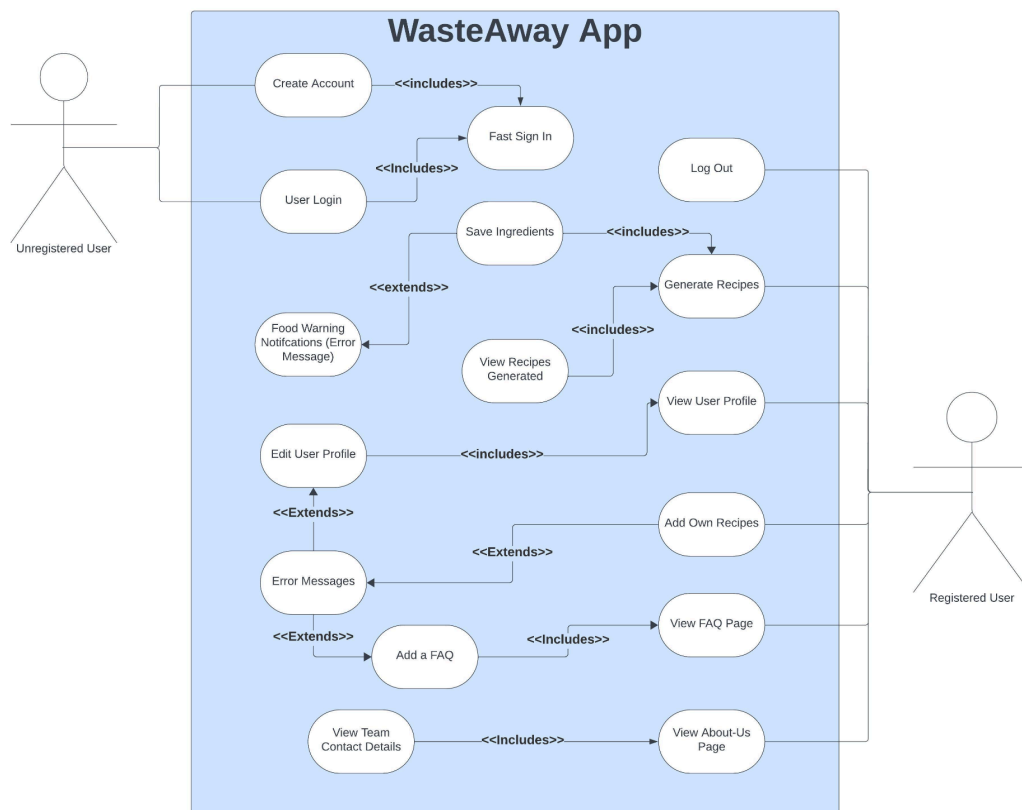 WasteAway App
Create Account
<<includes>>
Fast Sign In
<<Includes>>
Log Out
User Login
Unregistered User
Save Ingredients
<<includes>>
<<extends>>
Generate Recipes
Food Warning
Notifcations (Error
Message)
<<includes>>
View Recipes
Generated
View User Profile
Edit User Profile
<<includes>>
<<Extends>>
Add Own Recipes
<<Extends>>
Error Messages
Registered User
<<Extends>>
<<Includes>>
View FAQ Page
Add a FAQ
View Team
Contact Details
<<Includes>>
View About-Us
Page